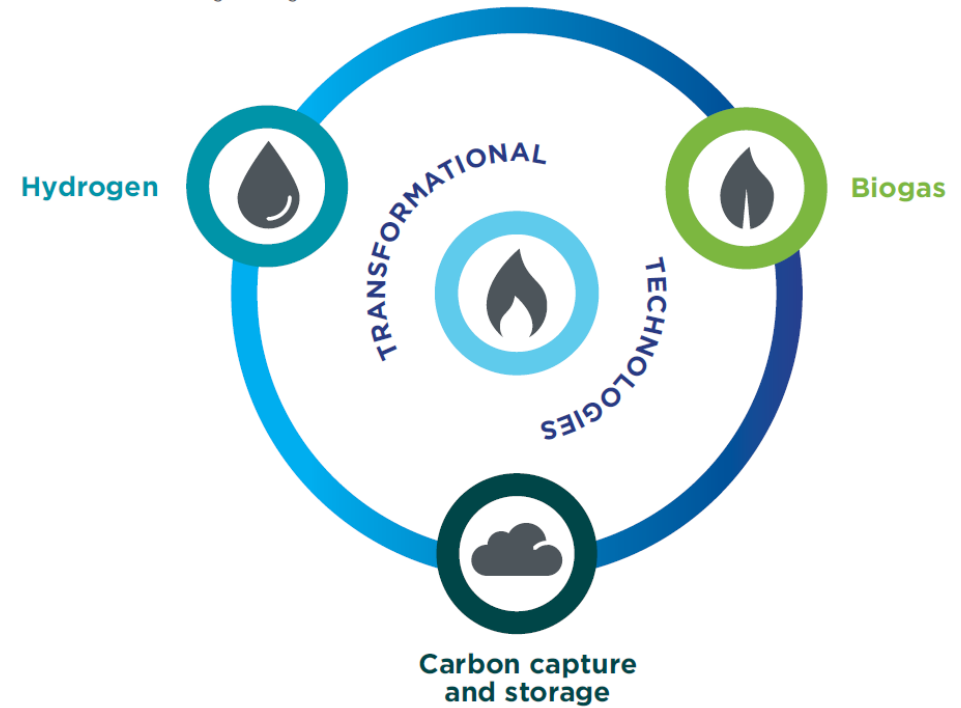 TRANSFORMATIONAL
Hydrogen
Biogas
TECHNOLOGIES
Carbon capture
and storage